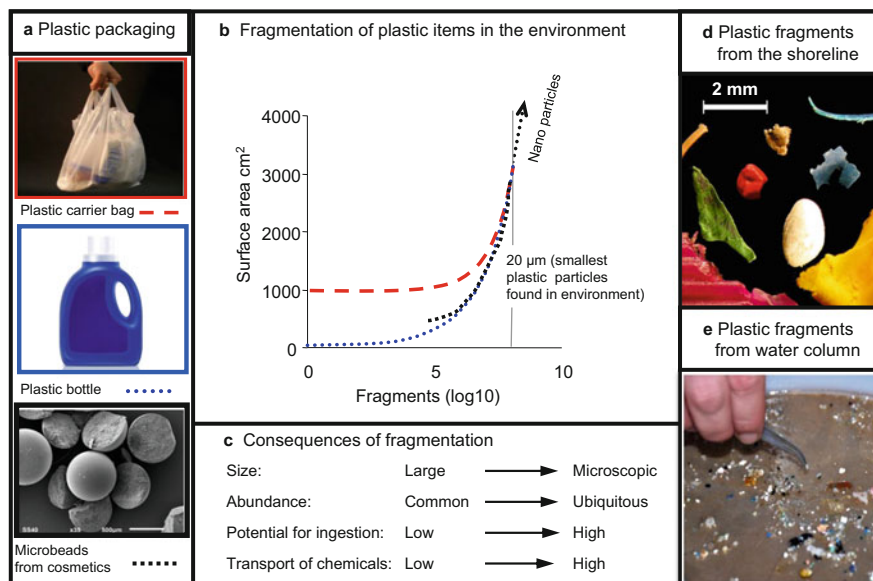 a Plastic packaging
Plastic carrier bag
Plastic bottle
SS40 x35 500µm
Microbeads
from cosmetics
b Fragmentation of plastic items in the environment
Surface area cm²
4000
3000
2000
1000
0
0 5 10
Fragments (log10)
Nano particles
20 µm (smallest
plastic particles
found in environment)
c Consequences of fragmentation
Size: Large Microscopic
Abundance: Common Ubiquitous
Potential for ingestion: Low High
Transport of chemicals: Low High
d Plastic fragments
from the shoreline
2 mm
e Plastic fragments
from water column